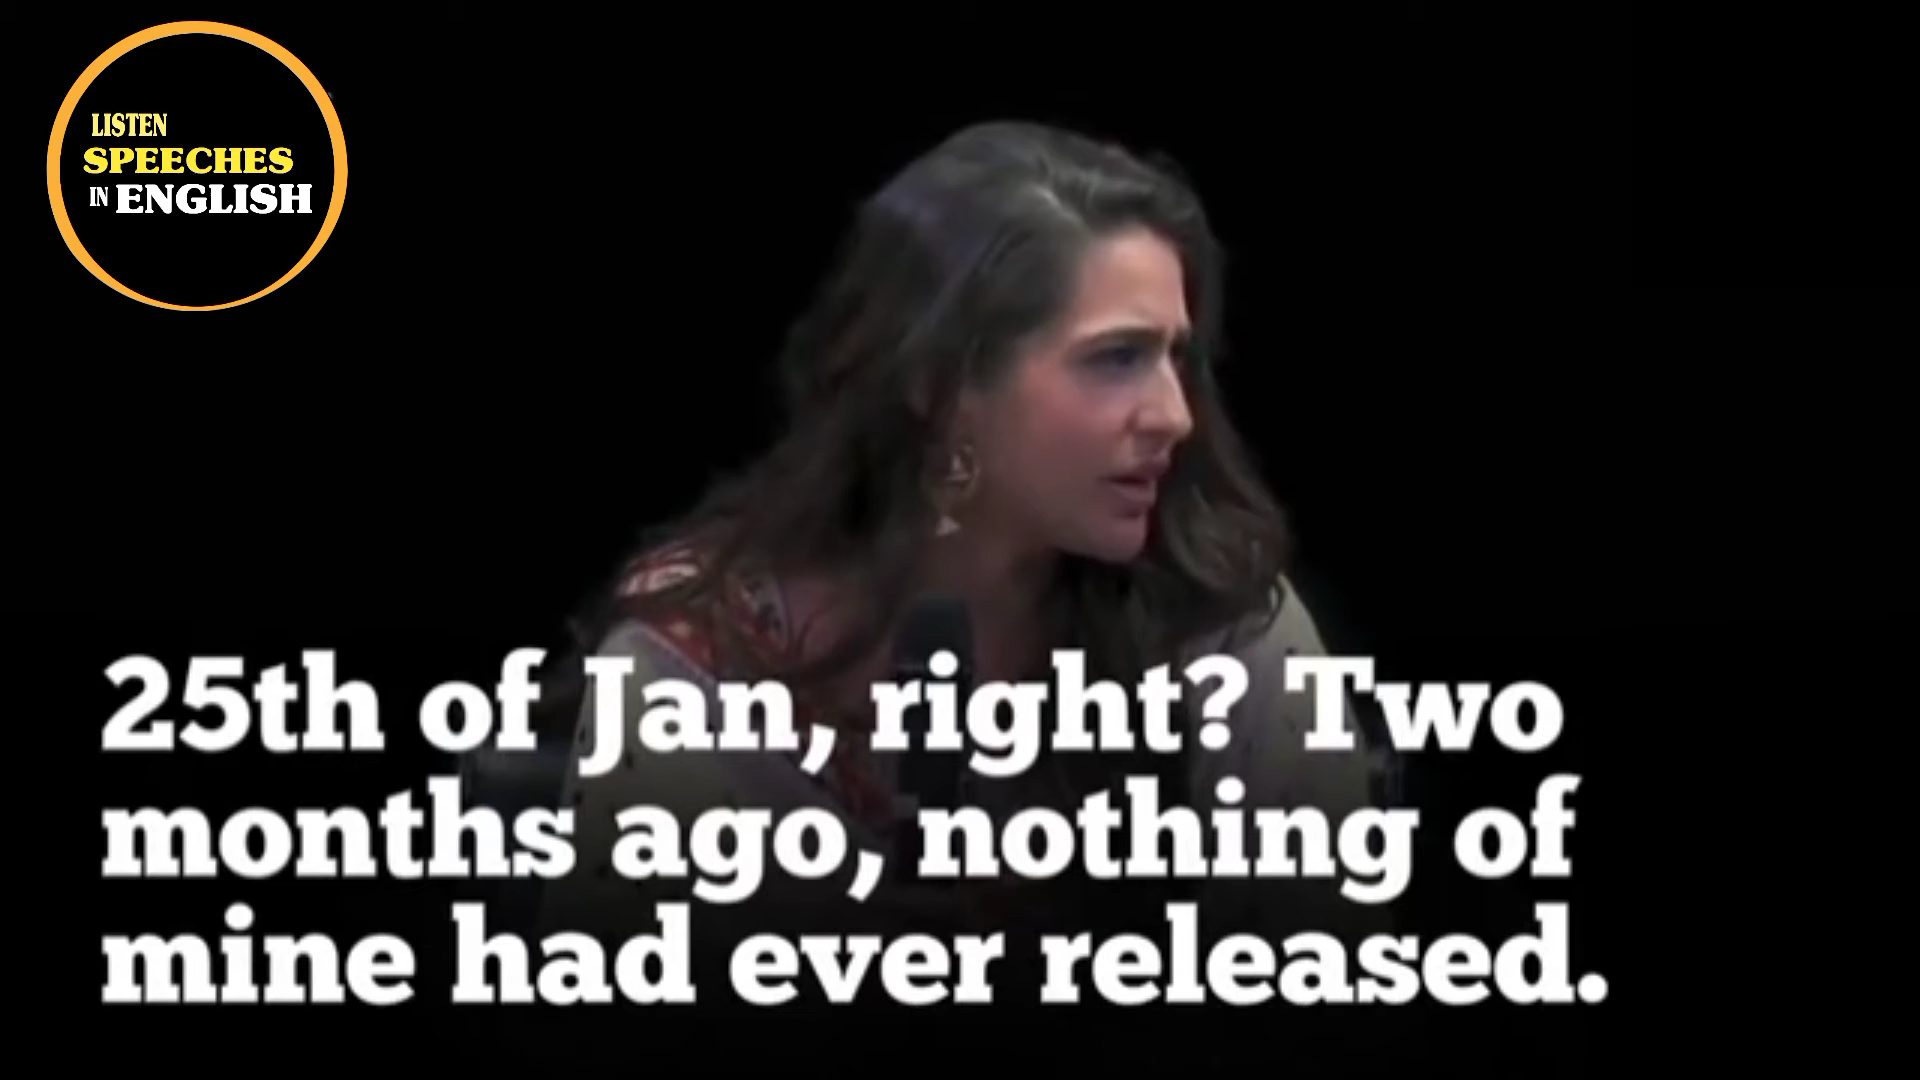 LISTEN
SPEECHES
IN ENGLISH
25th of Jan, right? Two
months ago, nothing of
mine had ever released.